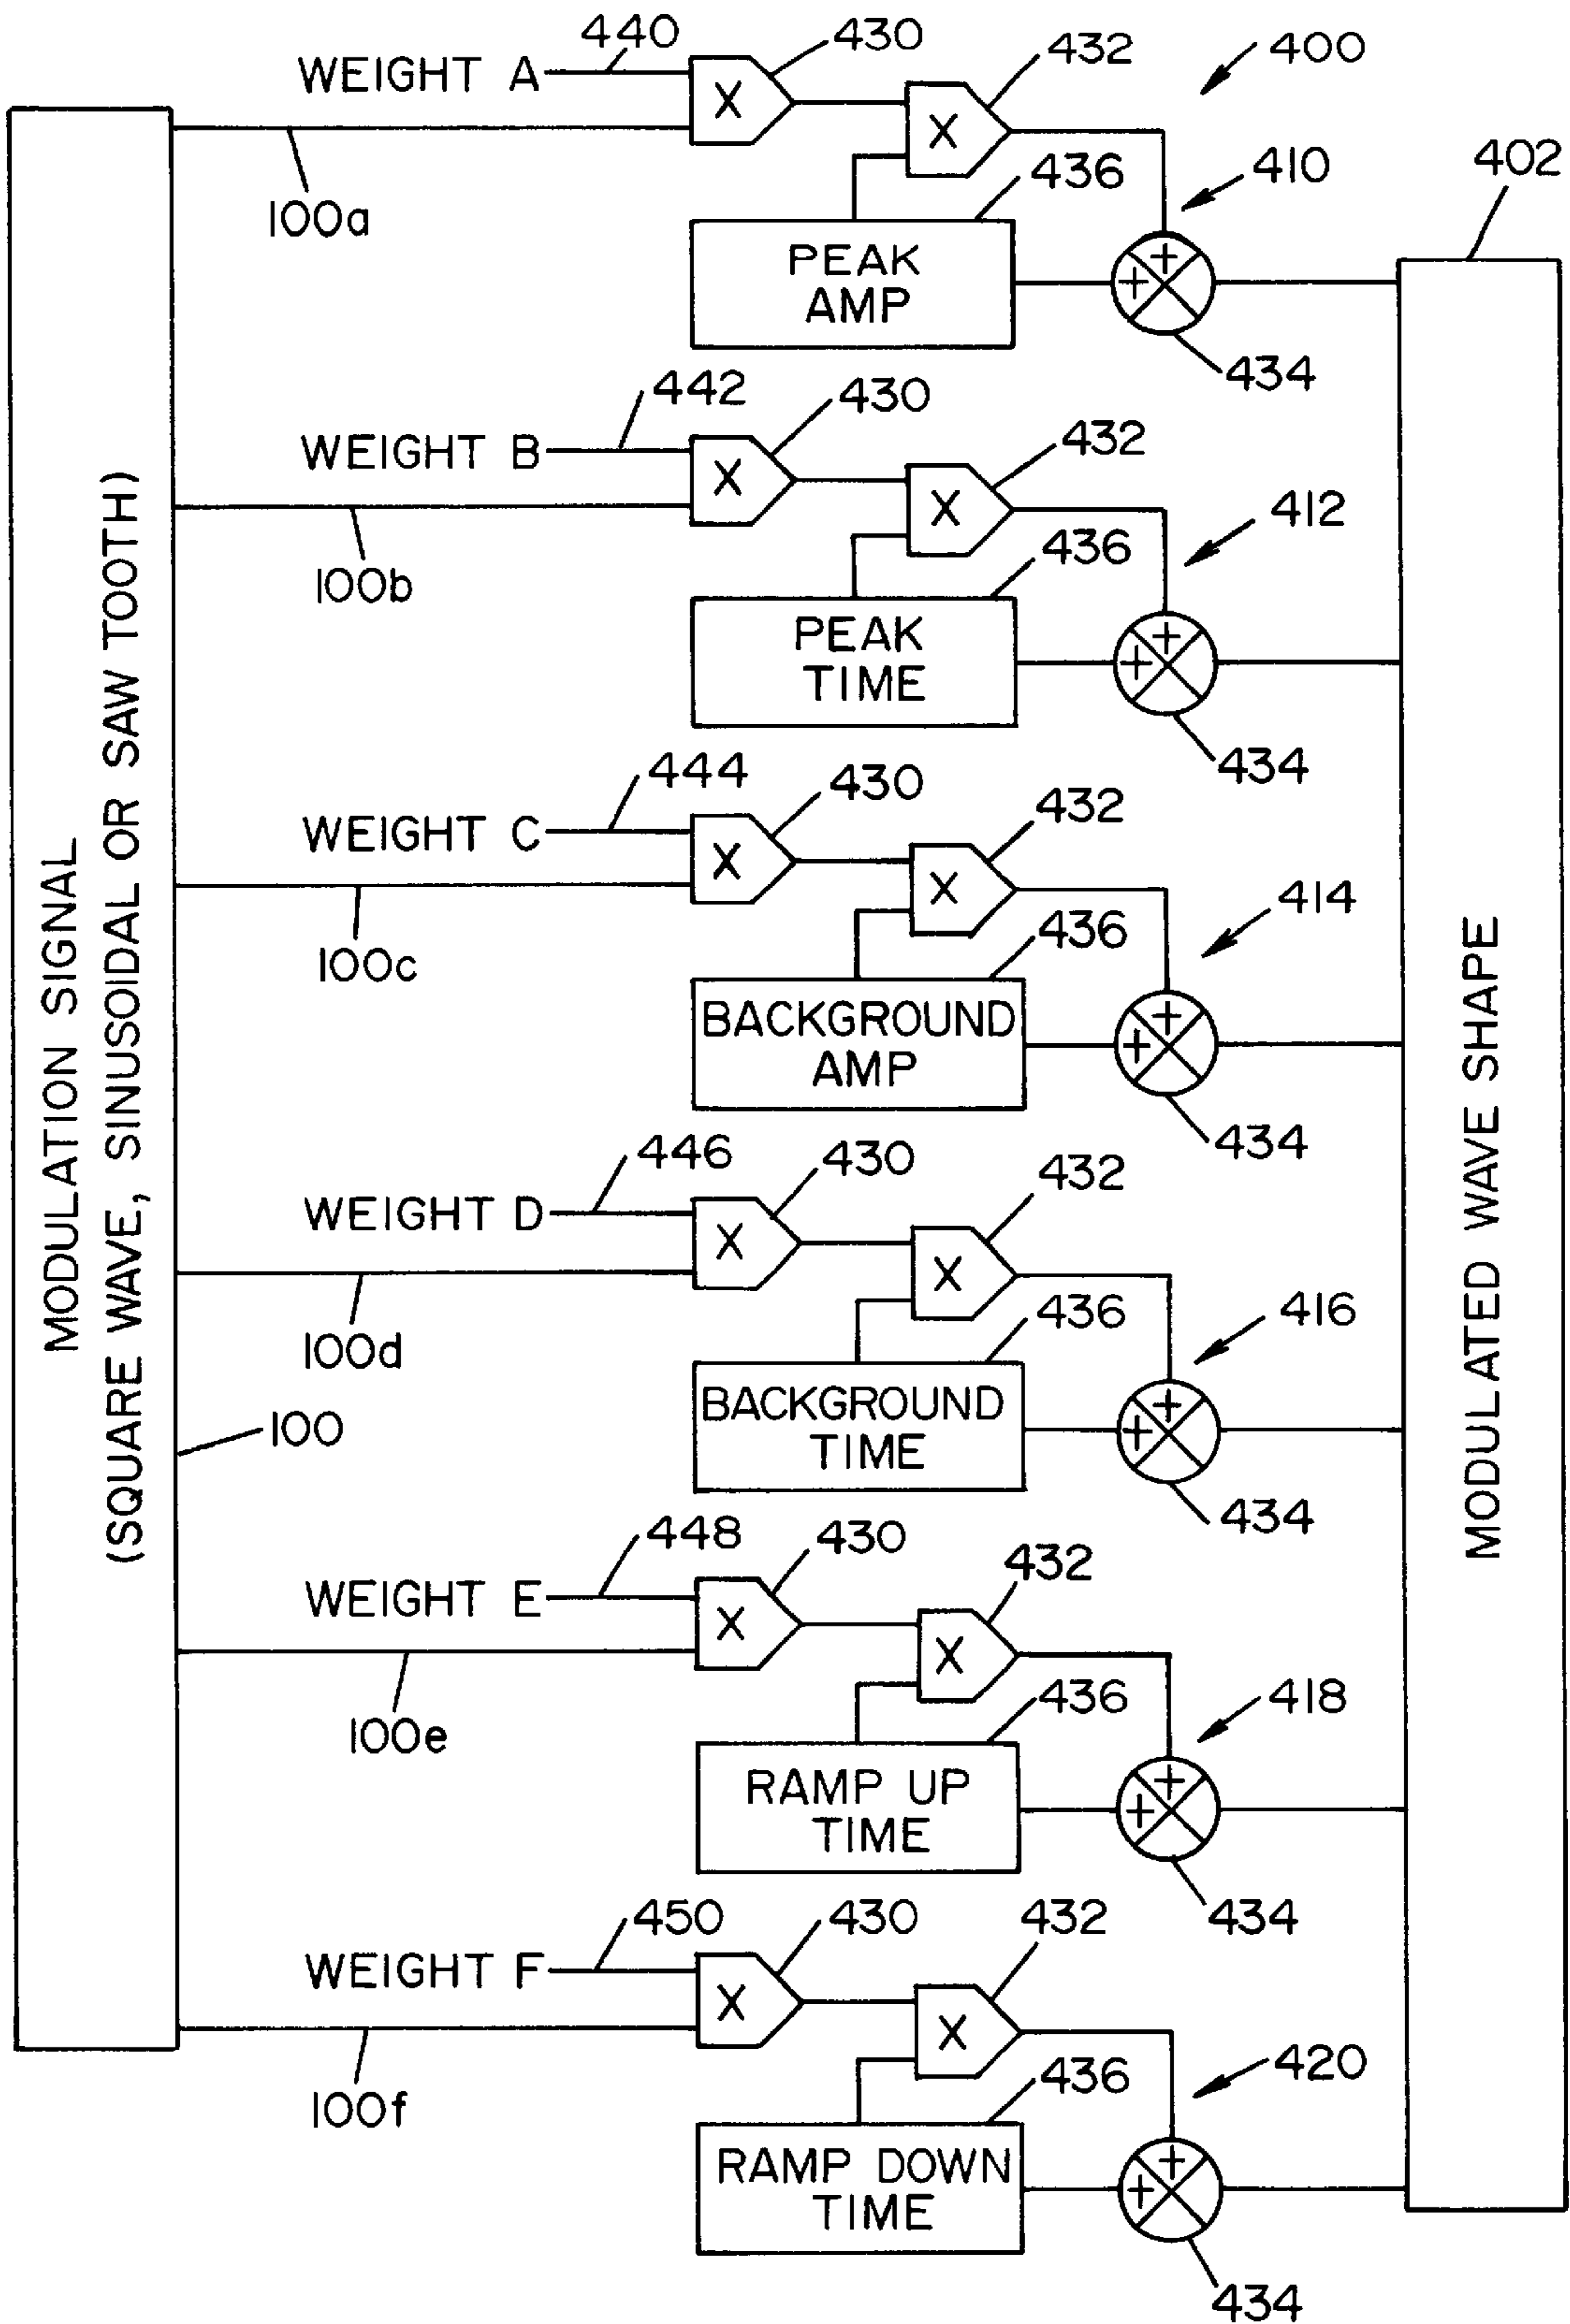 MODULATION SIGNAL
(SQUARE WAVE, SINUSOIDAL OR SAW TOOTH)
100
400
402
MODULATED WAVE SHAPE
WEIGHT A
440
430
432
X
X
100a
436
410
PEAK
AMP
+
+
434
WEIGHT B
442
430
432
X
X
100b
436
412
PEAK
TIME
+
+
434
WEIGHT C
444
430
432
X
X
100c
436
414
BACKGROUND
AMP
+
+
434
WEIGHT D
446
430
432
X
X
100d
436
416
BACKGROUND
TIME
+
+
434
WEIGHT E
448
430
432
X
X
100e
436
418
RAMP UP
TIME
+
+
434
WEIGHT F
450
430
432
X
X
100f
436
420
RAMP DOWN
TIME
+
+
434